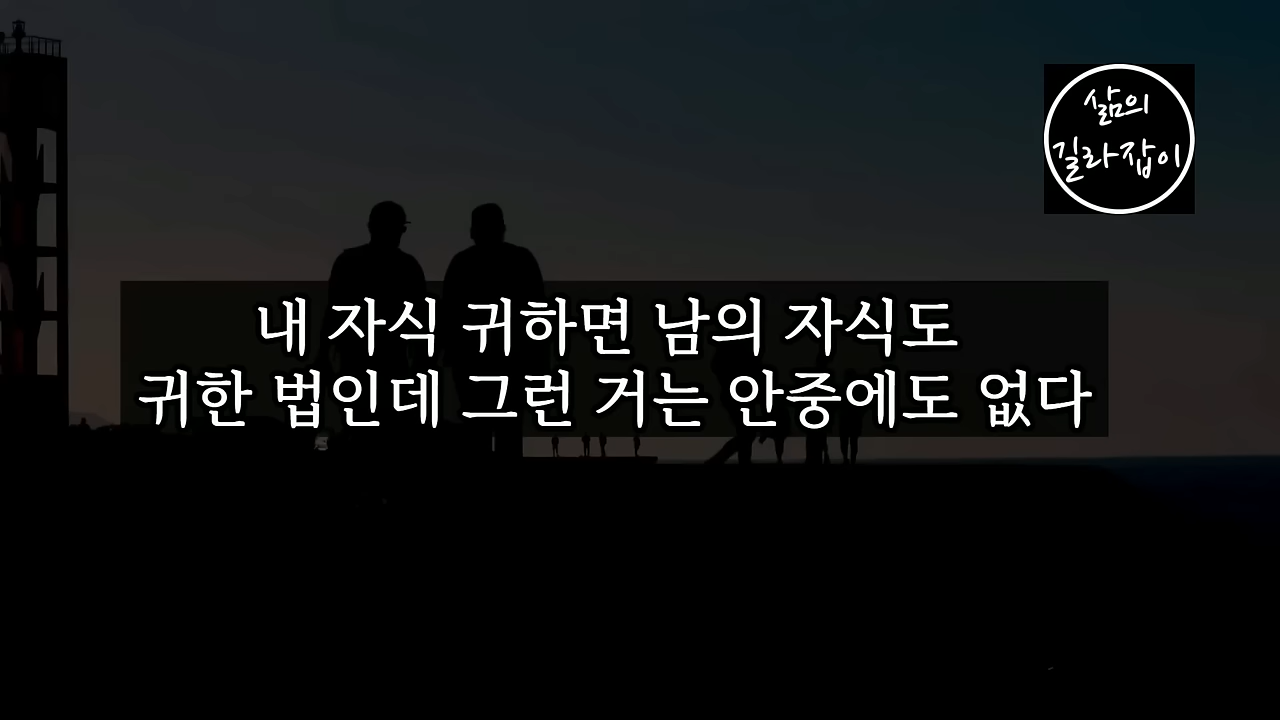 삶의
길라잡이
내 자식 귀하면 남의 자식도
귀한 법인데 그런 거는 안중에도 없다